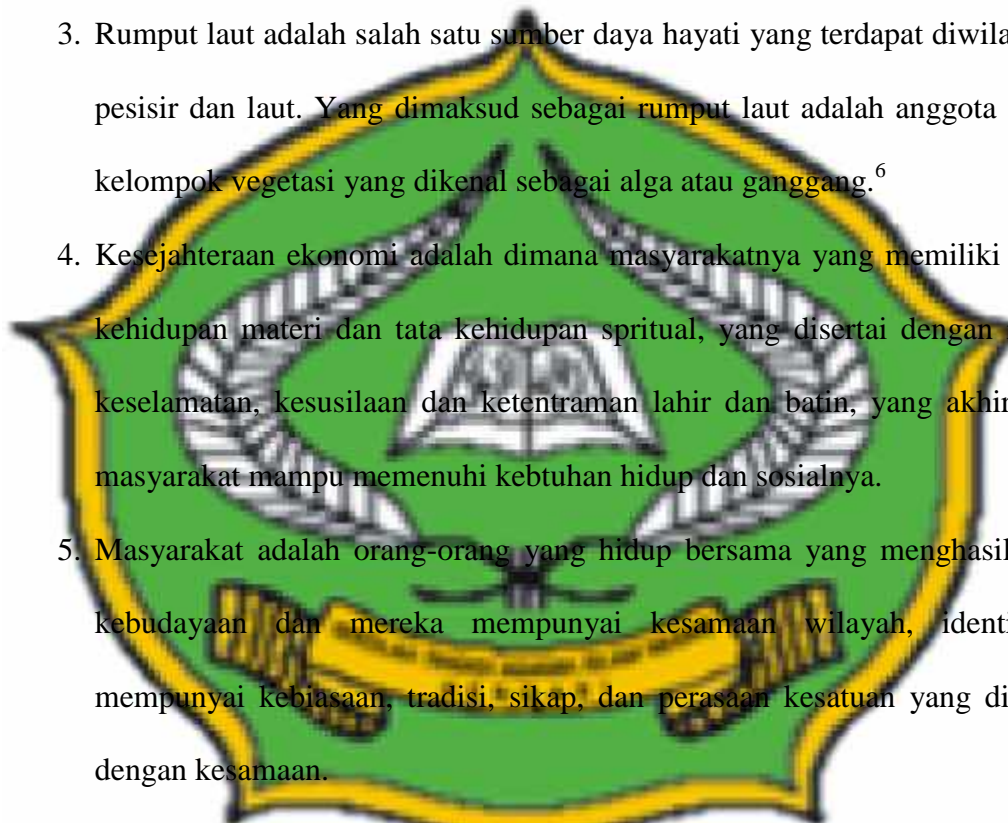 3. Rumput laut adalah salah satu sumber daya hayati yang terdapat diwila
pesisir dan laut. Yang dimaksud sebagai rumput laut adalah anggota
kelompok vegetasi yang dikenal sebagai alga atau ganggang.⁶
4. Kesejahteraan ekonomi adalah dimana masyarakatnya yang memiliki
kehidupan materi dan tata kehidupan spritual, yang disertai dengan
keselamatan, kesusilaan dan ketentraman lahir dan batin, yang akhir
masyarakat mampu memenuhi kebtuhan hidup dan sosialnya.
5. Masyarakat adalah orang-orang yang hidup bersama yang menghasil
kebudayaan dan mereka mempunyai kesamaan wilayah, identi
mempunyai kebiasaan, tradisi, sikap, dan perasaan kesatuan yang di
dengan kesamaan.